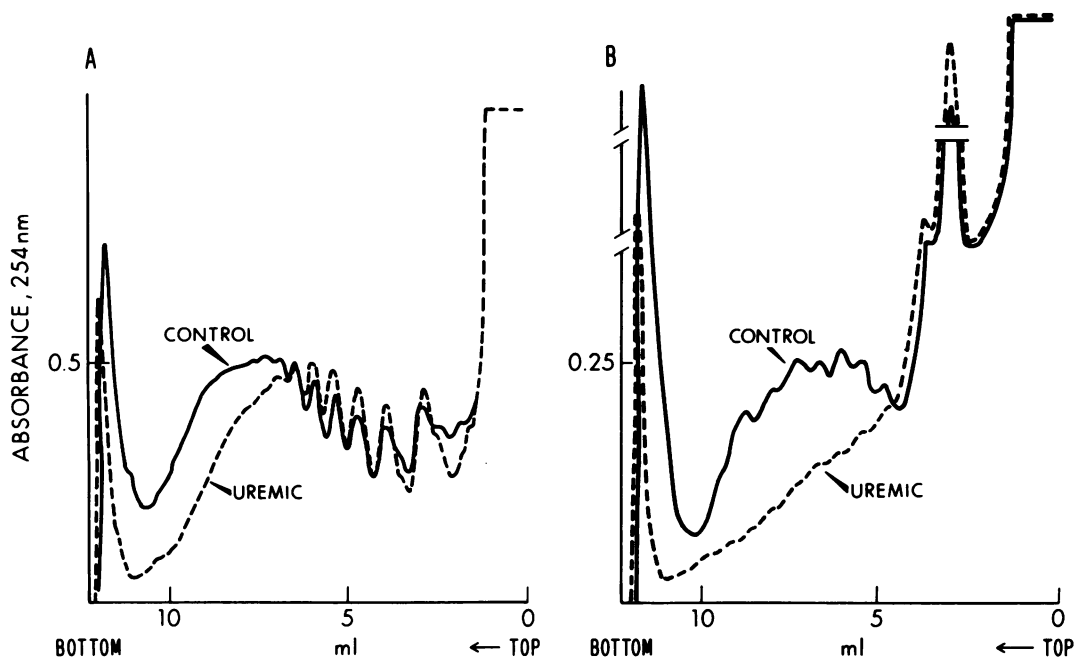 A
ABSORBANCE, 254nm
0.5
CONTROL
UREMIC
10
5
0
BOTTOM
ml
← TOP
B
0.25
CONTROL
UREMIC
10
5
0
BOTTOM
ml
← TOP